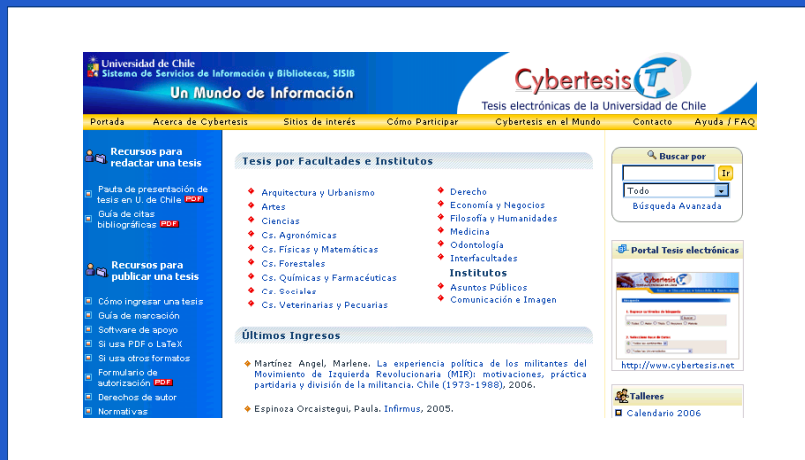 Universidad de Chile
Sistema de Servicios de Información y Bibliotecas, SISIB
Un Mundo de Información
Cybertesis
Tesis electrónicas de la Universidad de Chile
Portada Acerca de Cybertesis Sitios de interés Cómo Participar Cybertesis en el Mundo Contacto Ayuda / FAQ
Recursos para
redactar una tesis
Pauta de presentación de
tesis en U. de Chile PDF
Guía de citas
bibliográficas PDF
Recursos para
publicar una tesis
Cómo ingresar una tesis
Guía de marcación
Software de apoyo
Si usa PDF o LaTeX
Si usa otros formatos
Formulario de
autorización PDF
Derechos de autor
Normativas
Tesis por Facultades e Institutos
Arquitectura y Urbanismo
Artes
Ciencias
Cs. Agronómicas
Cs. Físicas y Matemáticas
Cs. Forestales
Cs. Químicas y Farmacéuticas
Cs. Sociales
Cs. Veterinarias y Pecuarias
Derecho
Economía y Negocios
Filosofía y Humanidades
Medicina
Odontología
Interfacultades
Institutos
Asuntos Públicos
Comunicación e Imagen
Últimos Ingresos
Martínez Angel, Marlene. La experiencia política de los militantes del
Movimiento de Izquierda Revolucionaria (MIR): motivaciones, práctica
partidaria y división de la militancia. Chile (1973-1988), 2006.
Espinoza Orcaistegui, Paula. Infirmus, 2005.
Buscar por
Ir
Todo
Búsqueda Avanzada
Portal Tesis electrónicas
Cybertesis
http://www.cybertesis.net
Talleres
Calendario 2006